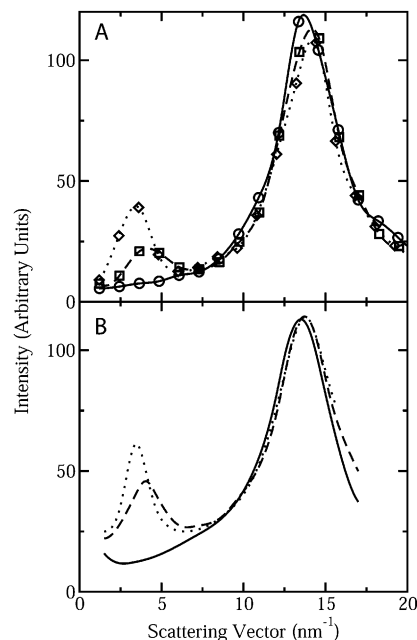 A
100
50
0
Intensity (Arbitrary Units)
B
100
50
0
0 5 10 15 20
Scattering Vector (nm⁻¹)